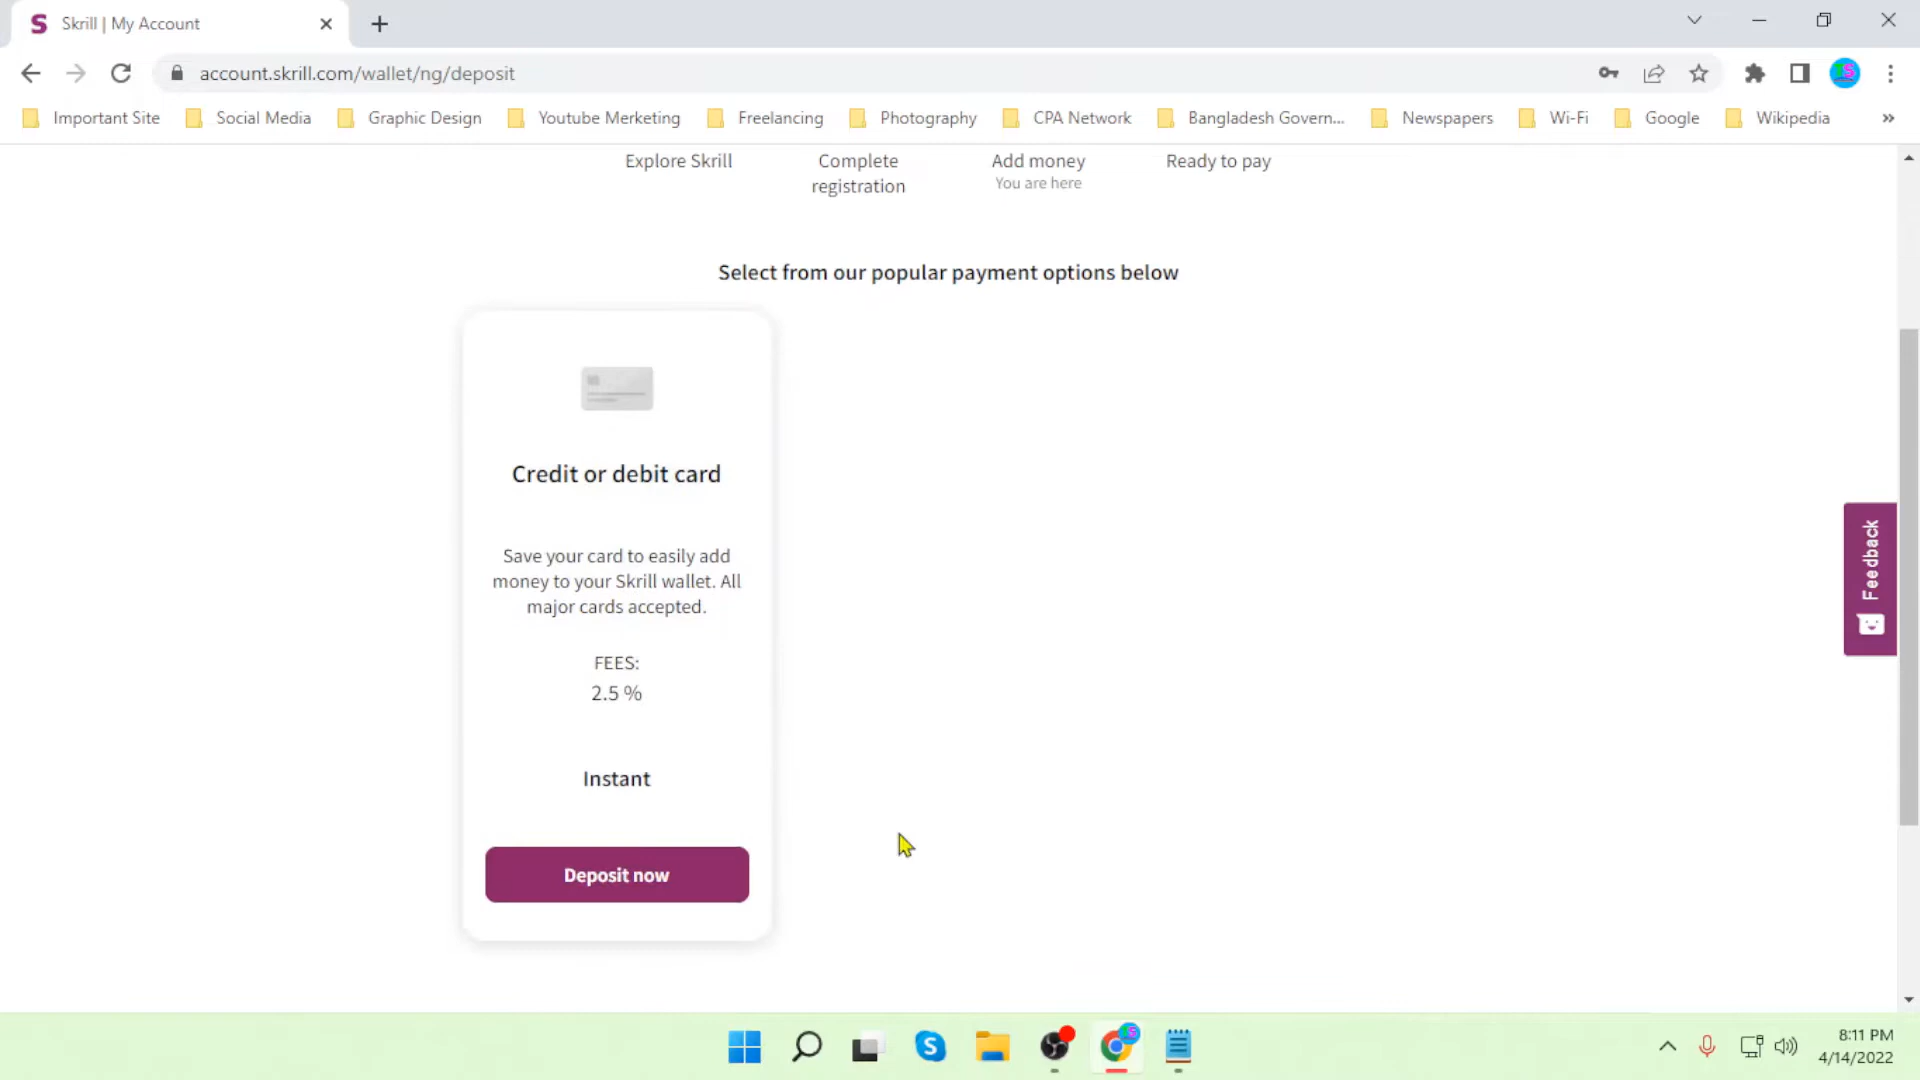 Skrill | My Account
account.skrill.com/wallet/ng/deposit
Important Site Social Media Graphic Design Youtube Merketing Freelancing Photography CPA Network Bangladesh Govern... Newspapers Wi-Fi Google Wikipedia »
Explore Skrill
Complete
registration
Add money
You are here
Ready to pay
Select from our popular payment options below
Credit or debit card
Save your card to easily add
money to your Skrill wallet. All
major cards accepted.
FEES:
2.5 %
Instant
Deposit now
Feedback
8:11 PM
4/14/2022